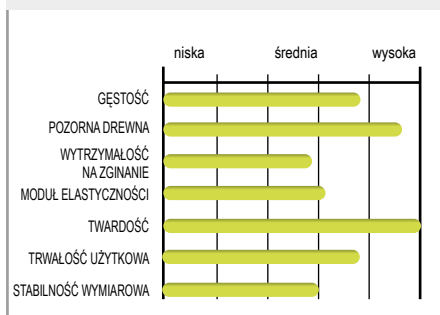 niska średnia wysoka
GĘSTOŚĆ
POZORNA DREWNA
WYTRZYMAŁOŚĆ
NA ZGINANIE
MODUŁ ELASTYCZNOŚCI
TWARDOŚĆ
TRWAŁOŚĆ UŻYTKOWA
STABILNOŚĆ WYMIAROWA